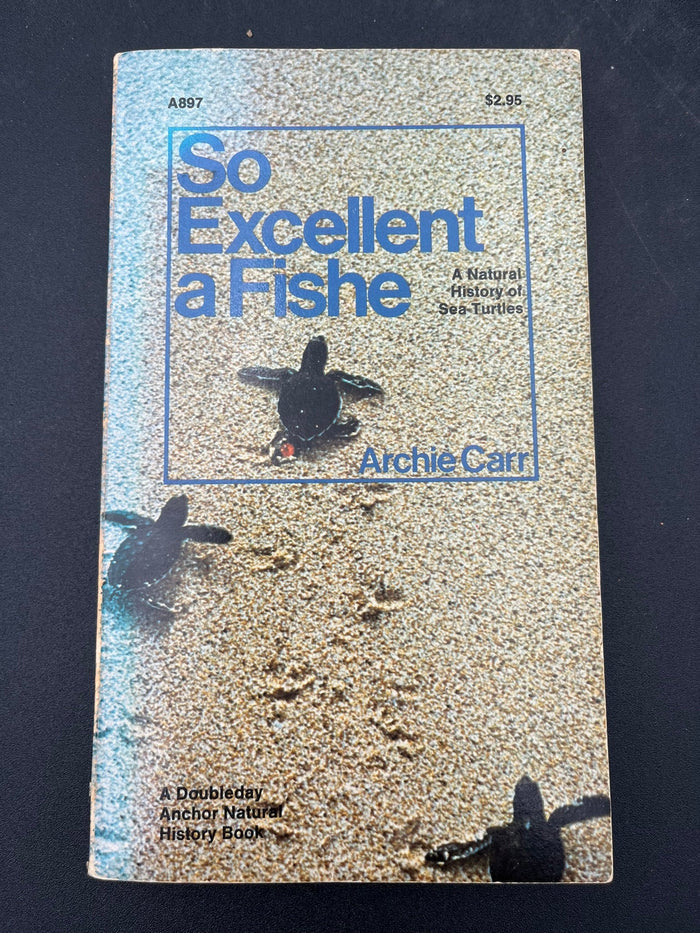 A897
$2.95
So
Excellent
a Fishe
A Natural
History of
Sea-Turtles
Archie Carr
A Doubleday
Anchor Natural
History Book